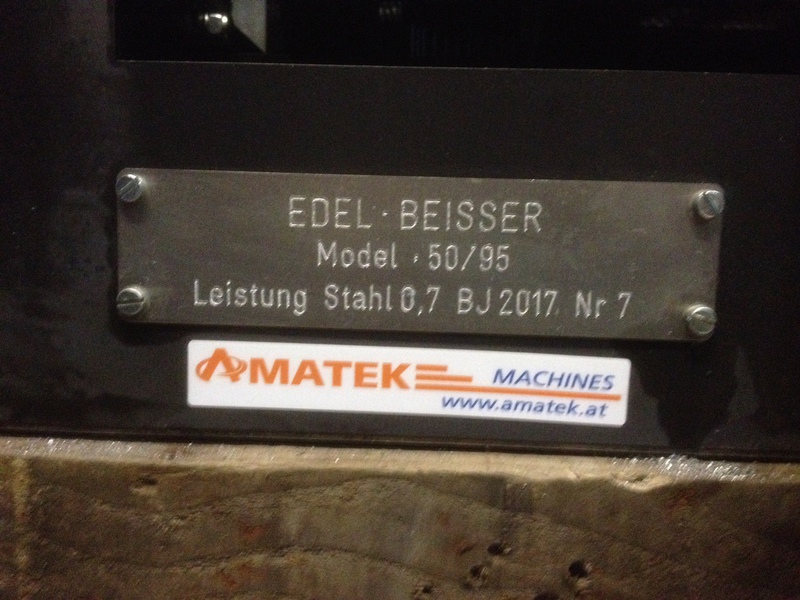 EDEL · BEISSER
Model · 50/95
Leistung Stahl 0,7 BJ 2017 Nr 7
AMATEK MACHINES
www.amatek.at